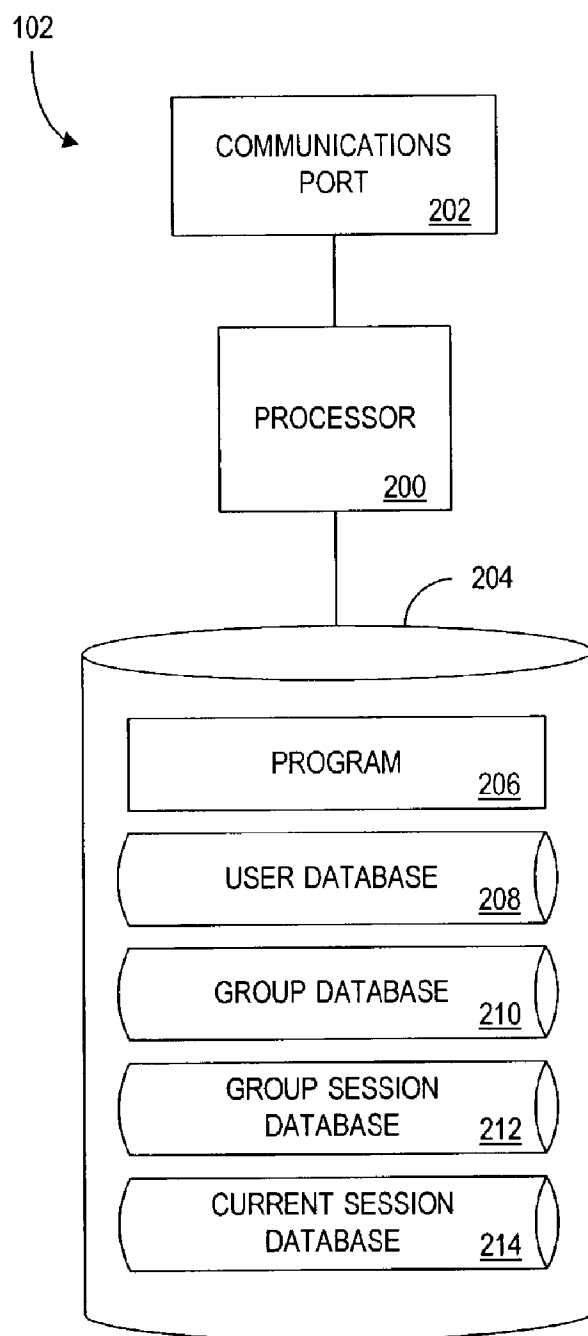 102
COMMUNICATIONS
PORT
202
PROCESSOR
200
204
PROGRAM
206
USER DATABASE
208
GROUP DATABASE
210
GROUP SESSION
DATABASE
212
CURRENT SESSION
DATABASE
214